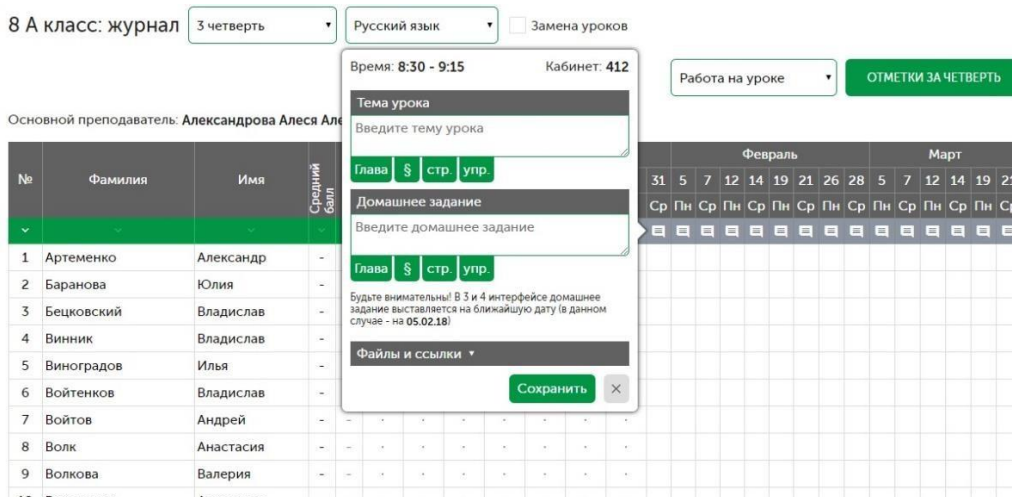 8 А класс: журнал 3 четверть Русский язык Замена уроков
Время: 8:30 - 9:15 Кабинет: 412
Работа на уроке ОТМЕТКИ ЗА ЧЕТВЕРТЬ
Основной преподаватель: Александрова Алеся Але
Тема урока
Введите тему урока
Глава § стр. упр.
Домашнее задание
Введите домашнее задание
Глава § стр. упр.
Будьте внимательны! В 3 и 4 интерфейсе домашнее
задание выставляется на ближайшую дату (в данном
случае - на 05.02.18)
Файлы и ссылки
Сохранить ×
Февраль Март
№ Фамилия Имя Средний балл 31 5 7 12 14 19 21 26 28 5 7 12 14 19 21
Ср Пн Ср Пн Ср Пн Ср Пн Ср Пн Ср Пн Ср Пн Ср
1 Артеменко Александр -
2 Баранова Юлия -
3 Бецковский Владислав -
4 Винник Владислав -
5 Виноградов Илья -
6 Войтенков Владислав -
7 Войтов Андрей -
8 Волк Анастасия -
9 Волкова Валерия -